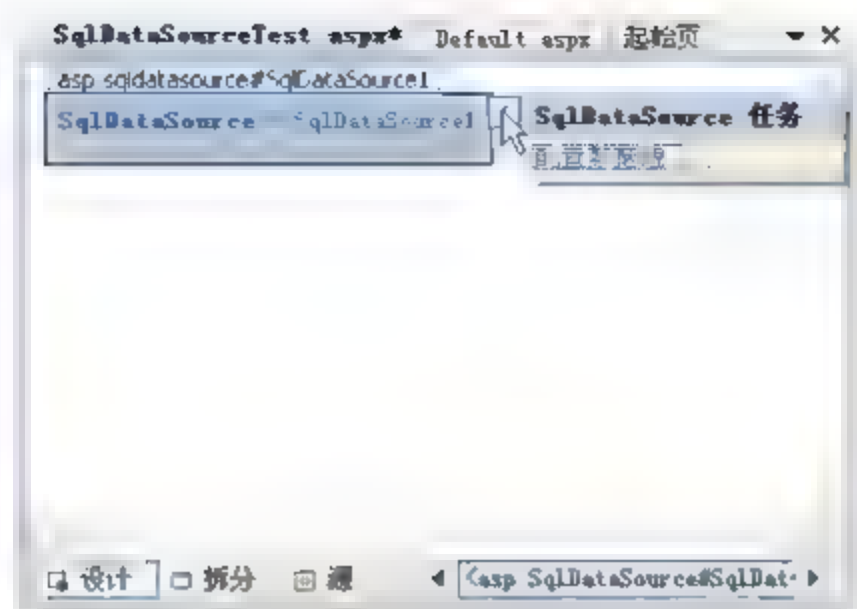 SqlDataSourceTest aspx* Default aspx 起始页
asp sqldatasource#SqlDataSource1
SqlDataSource - SqlDataSource1
SqlDataSource 任务
设计 拆分 源
<asp SqlDataSource#SqlDat